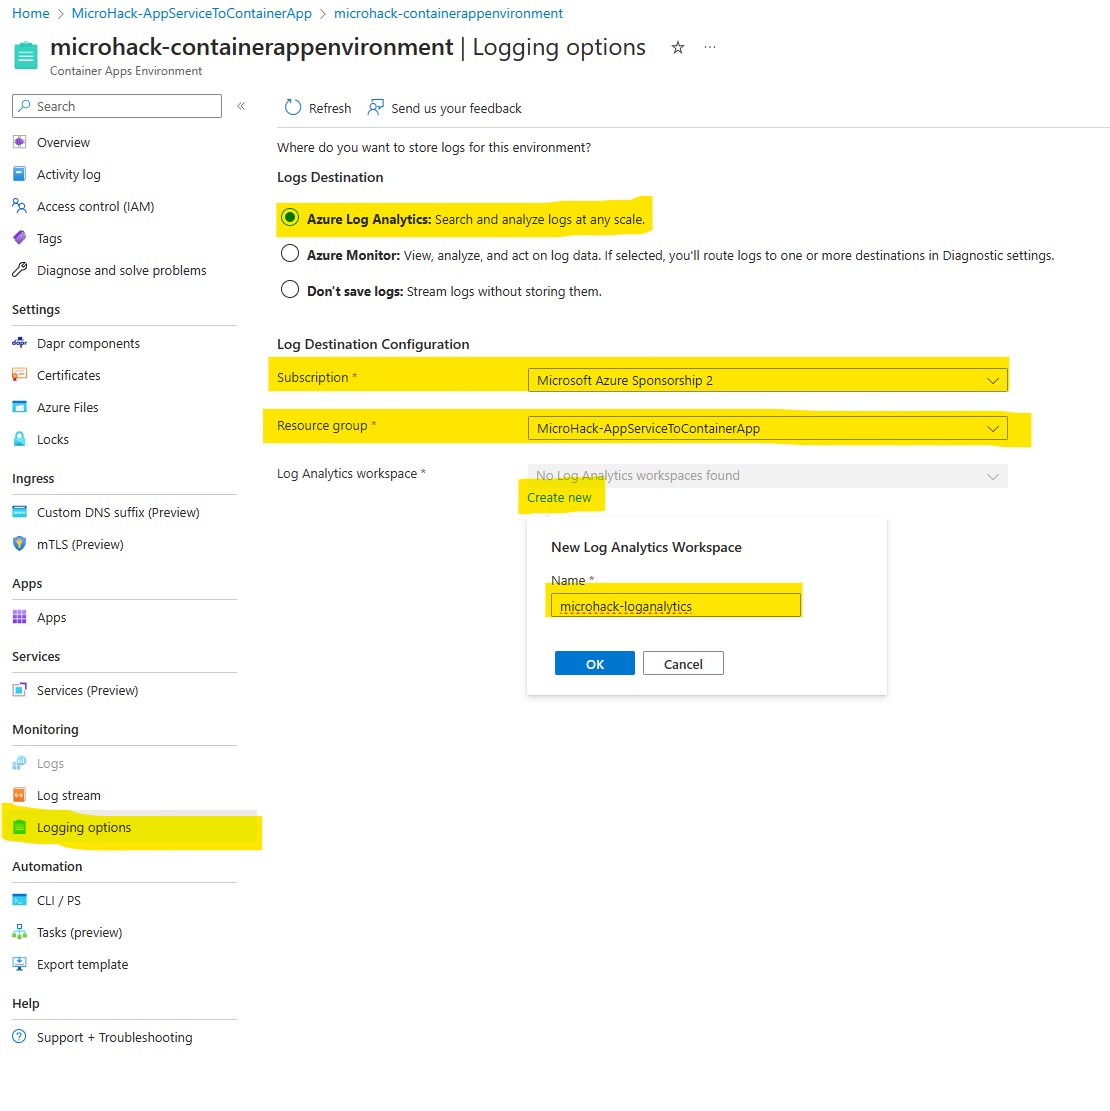 Home > MicroHack-AppServiceToContainerApp > microhack-containerappenvironment
microhack-containerappenvironment | Logging options
Container Apps Environment
Search
Overview
Activity log
Access control (IAM)
Tags
Diagnose and solve problems
Settings
Dapr components
Certificates
Azure Files
Locks
Ingress
Custom DNS suffix (Preview)
mTLS (Preview)
Apps
Apps
Services
Services (Preview)
Monitoring
Logs
Log stream
Logging options
Automation
CLI / PS
Tasks (preview)
Export template
Help
Support + Troubleshooting
Refresh
Send us your feedback
Where do you want to store logs for this environment?
Logs Destination
Azure Log Analytics: Search and analyze logs at any scale.
Azure Monitor: View, analyze, and act on log data. If selected, you'll route logs to one or more destinations in Diagnostic settings.
Don't save logs: Stream logs without storing them.
Log Destination Configuration
Subscription *
Microsoft Azure Sponsorship 2
Resource group *
MicroHack-AppServiceToContainerApp
Log Analytics workspace *
No Log Analytics workspaces found
Create new
New Log Analytics Workspace
Name *
microhack-loganalytics
OK
Cancel